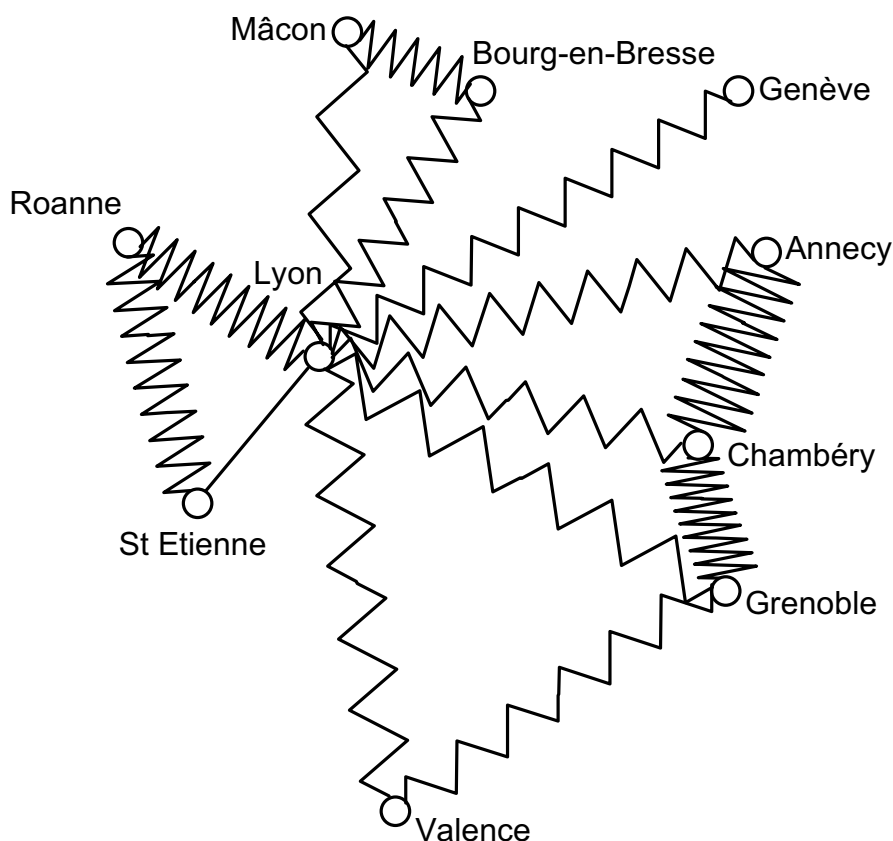 Mâcon
Bourg-en-Bresse
Genève
Roanne
Annecy
Lyon
Chambéry
St Etienne
Grenoble
Valence